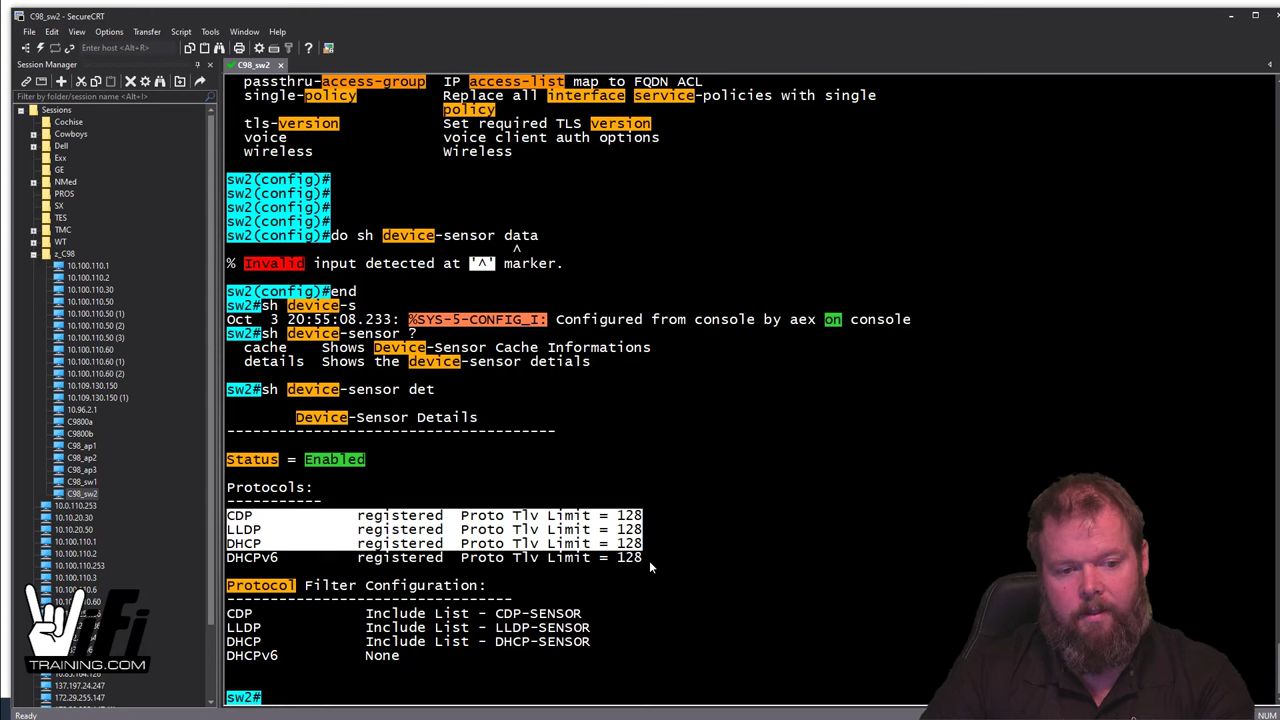 C98_sw2 - SecureCRT
File Edit View Options Transfer Script Tools Window Help
Enter host <Alt+R>
Session Manager
C98_sw2
Filter by folder/session name <Alt+I>
Sessions
Cochise
Cowboys
Dell
Exx
GE
NMed
PROS
SX
TES
TMC
WT
z_C98
10.100.110.1
10.100.110.2
10.100.110.30
10.100.110.50
10.100.110.50 (1)
10.100.110.50 (2)
10.100.110.50 (3)
10.100.110.60
10.100.110.60 (1)
10.100.110.60 (2)
10.109.130.150
10.109.130.150 (1)
10.96.2.1
C9800a
C9800b
C98_ap1
C98_ap2
C98_ap3
C98_sw1
C98_sw2
10.0.110.253
10.10.20.30
10.10.20.50
10.100.110.1
10.100.110.2
10.100.110.253
10.100.110.3
137.197.24.247
172.29.255.147
passthru-access-group IP access-list map to FQDN ACL
single-policy Replace all interface service-policies with single
policy
tls-version Set required TLS version
voice voice client auth options
wireless Wireless
sw2(config)#
sw2(config)#
sw2(config)#
sw2(config)#
sw2(config)#do sh device-sensor data
^
% Invalid input detected at '^' marker.
sw2(config)#end
sw2#sh device-s
Oct 3 20:55:08.233: %SYS-5-CONFIG_I: Configured from console by aex on console
sw2#sh device-sensor ?
cache Shows Device-Sensor Cache Informations
details Shows the device-sensor detials
sw2#sh device-sensor det
Device-Sensor Details
--------------------------------------
Status = Enabled
Protocols:
-----------
CDP registered Proto Tlv Limit = 128
LLDP registered Proto Tlv Limit = 128
DHCP registered Proto Tlv Limit = 128
DHCPv6 registered Proto Tlv Limit = 128
Protocol Filter Configuration:
---------------------------------
CDP Include List - CDP-SENSOR
LLDP Include List - LLDP-SENSOR
DHCP Include List - DHCP-SENSOR
DHCPv6 None
sw2#
ifi
TRAINING.COM
Ready
NUM